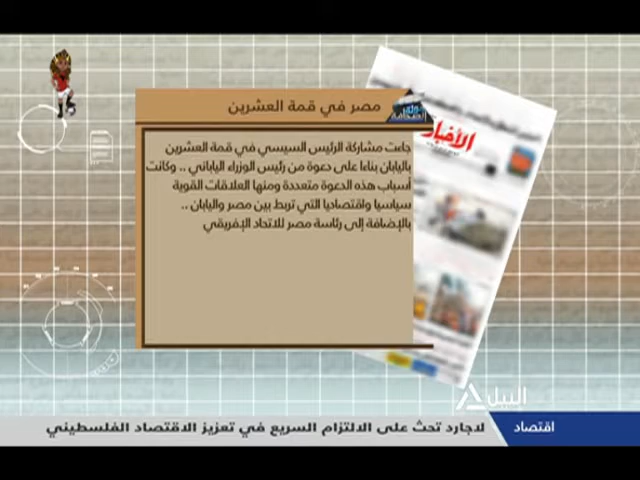 مصر في قمة العشرين
الصحافة
الأخبار
جاءت مشاركة الرئيس السيسي في قمة العشرين
باليابان بناءا على دعوة من رئيس الوزراء الياباني .. وكانت
أسباب هذه الدعوة متعددة ومنها العلاقات القوية
سياسيا واقتصاديا التي تربط بين مصر واليابان ..
بالإضافة إلى رئاسة مصر للاتحاد الإفريقي
النيل
اقتصاد
لاجارد تحث على الالتزام السريع في تعزيز الاقتصاد الفلسطيني